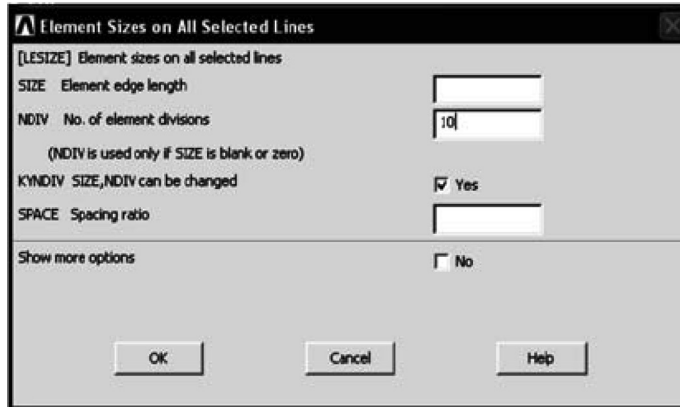 Element Sizes on All Selected Lines
[LESIZE] Element sizes on all selected lines
SIZE Element edge length
NDIV No. of element divisions 10
(NDIV is used only if SIZE is blank or zero)
KYNDIV SIZE,NDIV can be changed Yes
SPACE Spacing ratio
Show more options No
OK Cancel Help